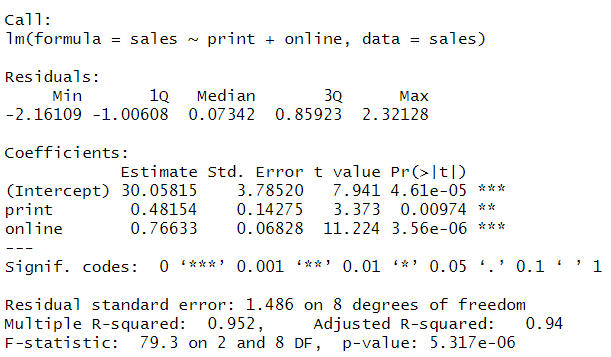 Call:
lm(formula = sales ~ print + online, data = sales)
Residuals:
     Min       1Q   Median       3Q      Max
-2.16109 -1.00608  0.07342  0.85923  2.32128
Coefficients:
            Estimate Std. Error t value Pr(>|t|)
(Intercept) 30.05815    3.78520   7.941 4.61e-05 ***
print        0.48154    0.14275   3.373  0.00974 **
online       0.76633    0.06828  11.224 3.56e-06 ***
---
Signif. codes:  0 ‘***’ 0.001 ‘**’ 0.01 ‘*’ 0.05 ‘.’ 0.1 ‘ ’ 1
Residual standard error: 1.486 on 8 degrees of freedom
Multiple R-squared:  0.952,     Adjusted R-squared:   0.94
F-statistic:  79.3 on 2 and 8 DF,  p-value: 5.317e-06